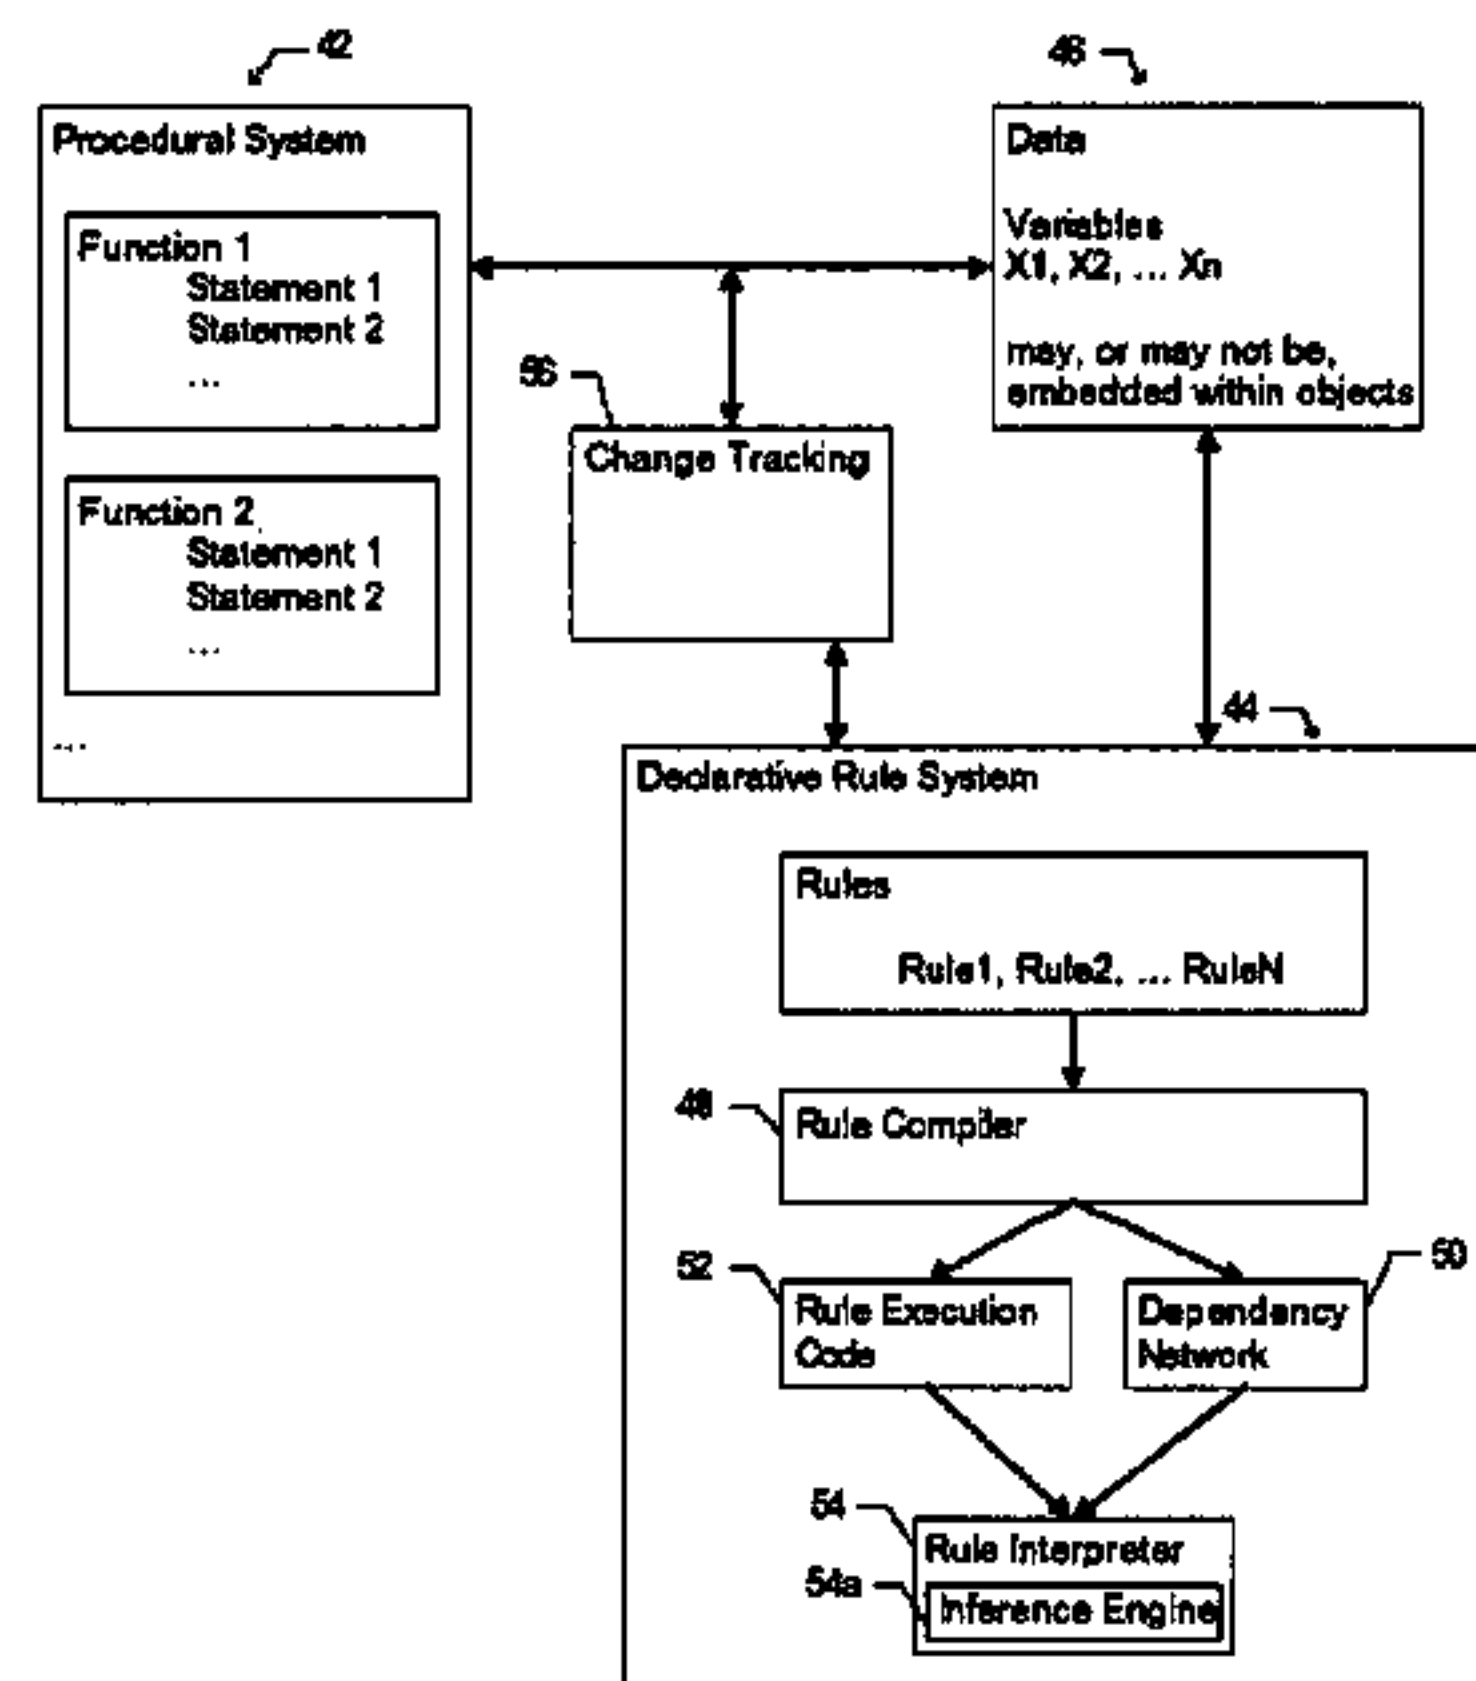 42
Procedural System
Function 1
Statement 1
Statement 2
...
Function 2
Statement 1
Statement 2
...
...
46
Data
Variables
X1, X2, ... Xn
may, or may not be,
embedded within objects
56
Change Tracking
44
Declarative Rule System
Rules
Rule1, Rule2, ... RuleN
48
Rule Compiler
52
Rule Execution
Code
50
Dependency
Network
54
Rule Interpreter
54a
Inference Engine